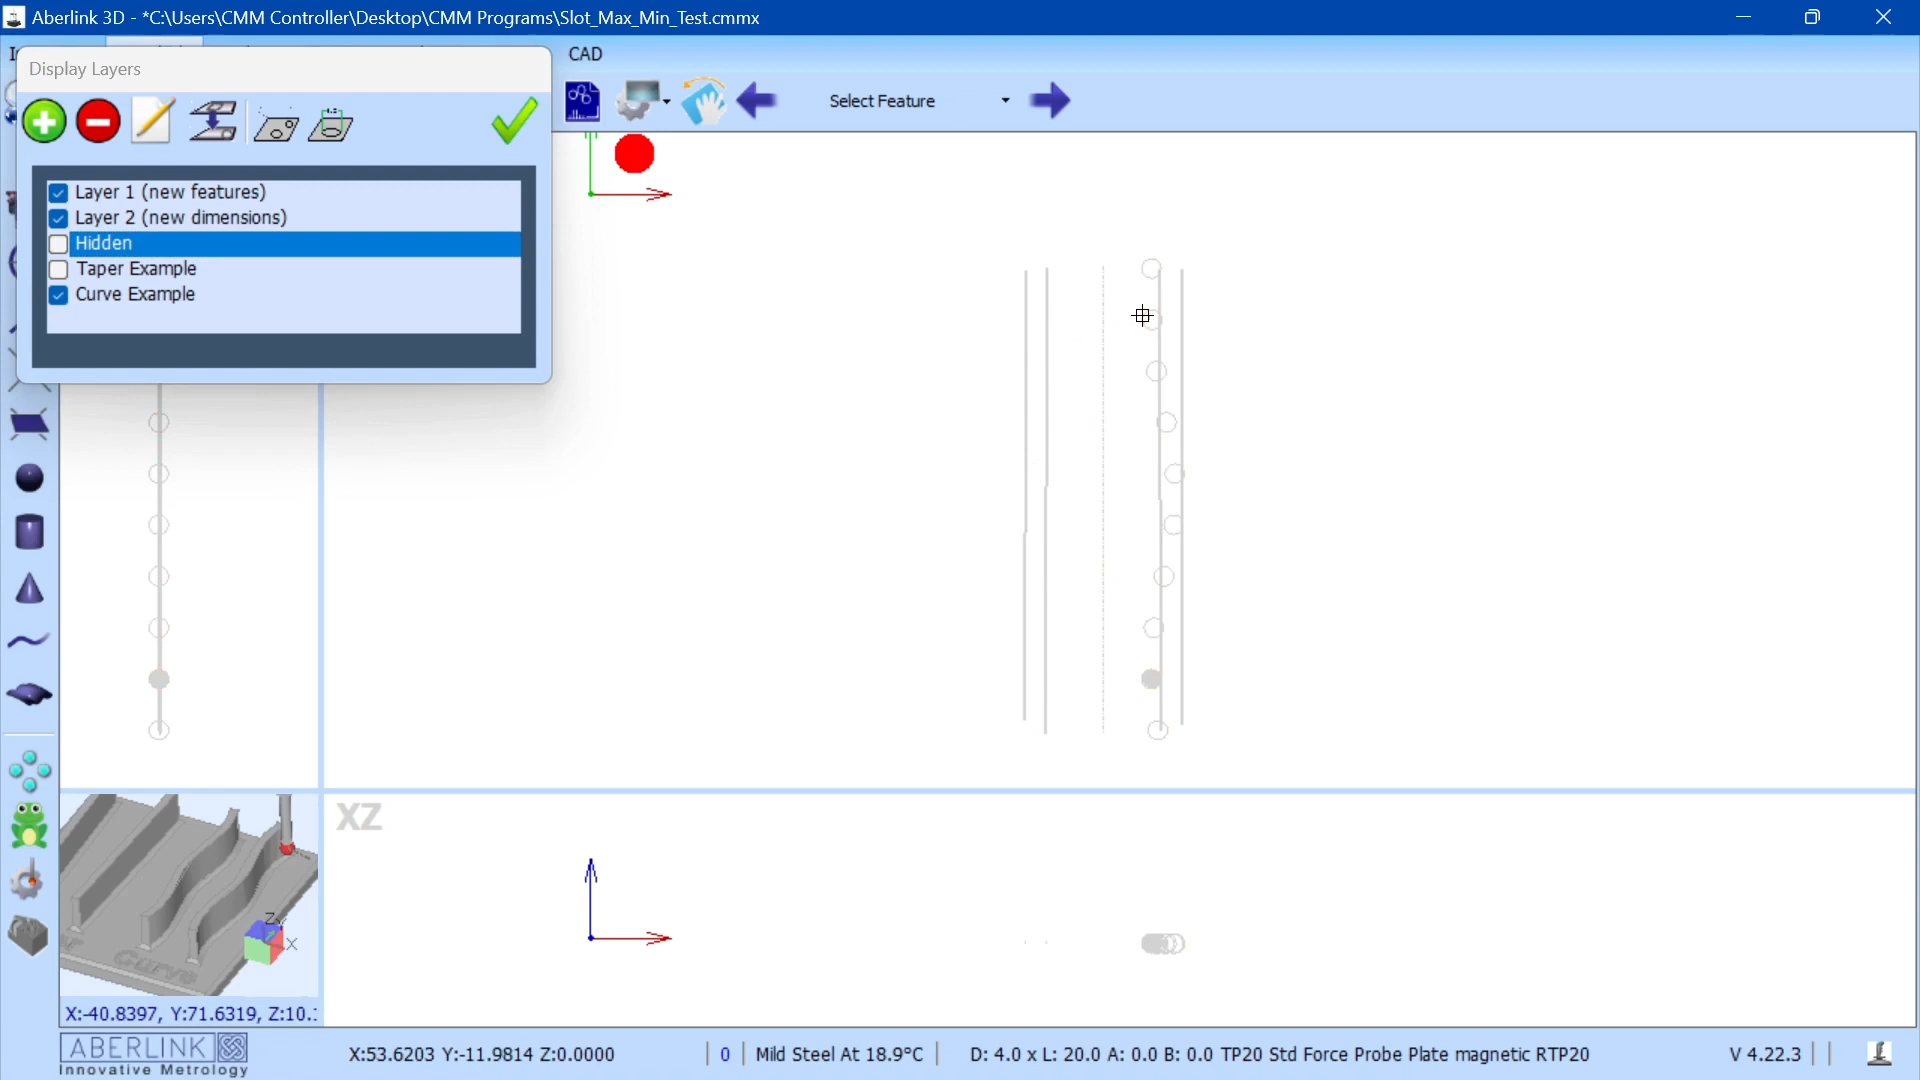 Aberlink 3D - *C:\Users\CMM Controller\Desktop\CMM Programs\Slot_Max_Min_Test.cmmx
CAD
Display Layers
Select Feature
Layer 1 (new features)
Layer 2 (new dimensions)
Hidden
Taper Example
Curve Example
XZ
Curve
Z
X
X:-40.8397, Y:71.6319, Z:10.:
ABERLINK
Innovative Metrology
X:53.6203 Y:-11.9814 Z:0.0000
0
Mild Steel At 18.9°C
D: 4.0 x L: 20.0 A: 0.0 B: 0.0 TP20 Std Force Probe Plate magnetic RTP20
V 4.22.3